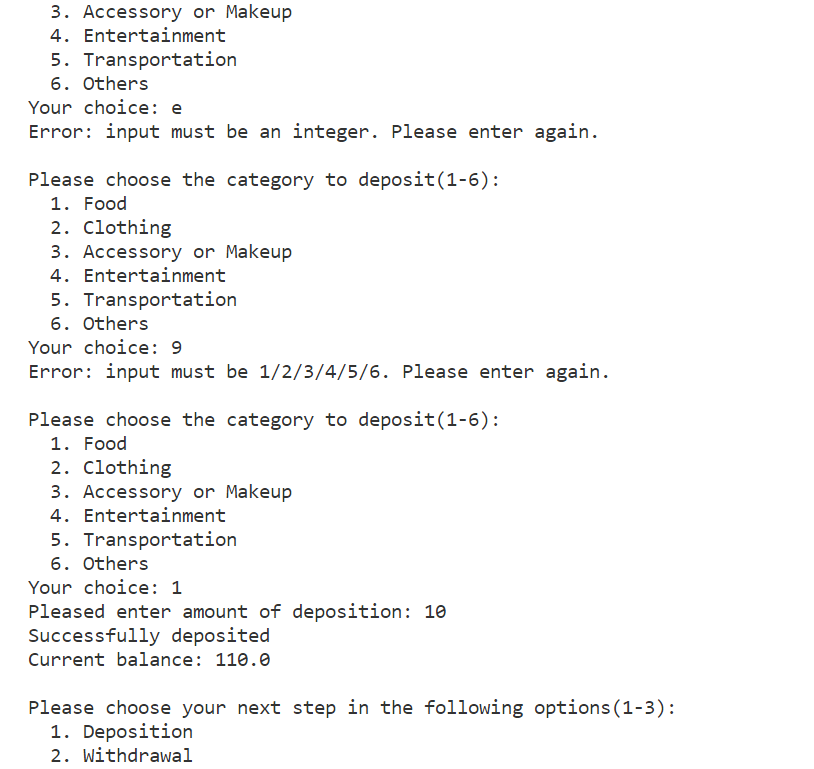 3. Accessory or Makeup
4. Entertainment
5. Transportation
6. Others
Your choice: e
Error: input must be an integer. Please enter again.
Please choose the category to deposit(1-6):
1. Food
2. Clothing
3. Accessory or Makeup
4. Entertainment
5. Transportation
6. Others
Your choice: 9
Error: input must be 1/2/3/4/5/6. Please enter again.
Please choose the category to deposit(1-6):
1. Food
2. Clothing
3. Accessory or Makeup
4. Entertainment
5. Transportation
6. Others
Your choice: 1
Pleased enter amount of deposition: 10
Successfully deposited
Current balance: 110.0
Please choose your next step in the following options(1-3):
1. Deposition
2. Withdrawal